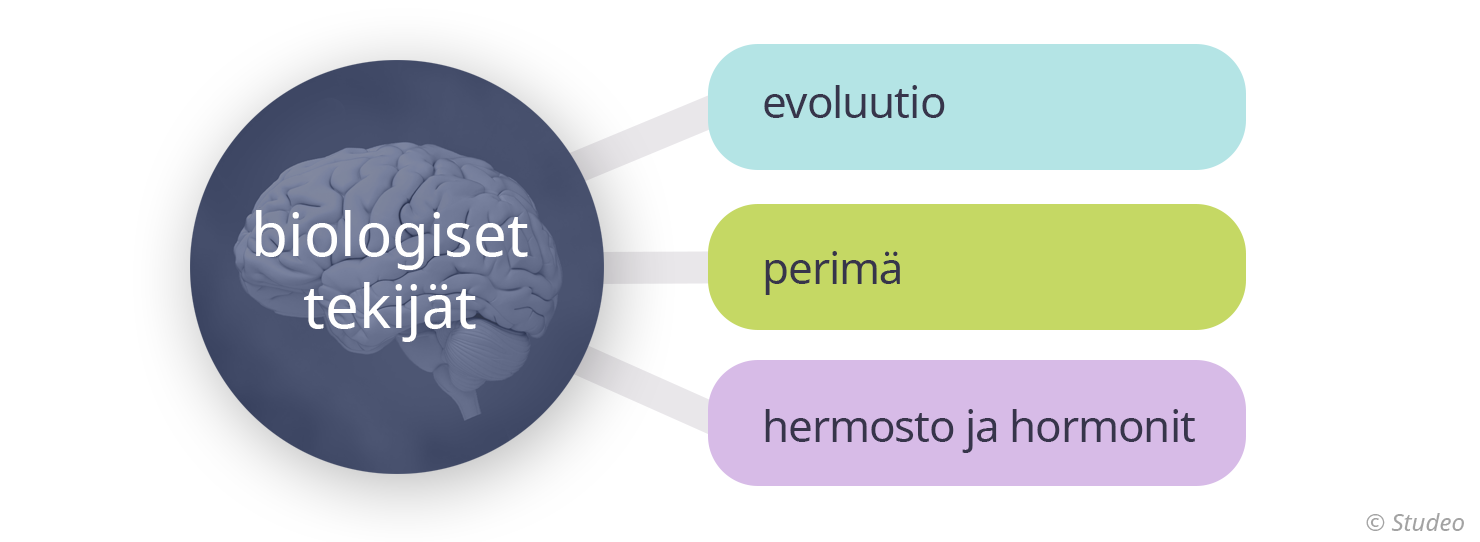 biologiset
tekijät
evoluutio
perimä
hermosto ja hormonit
© Studeo